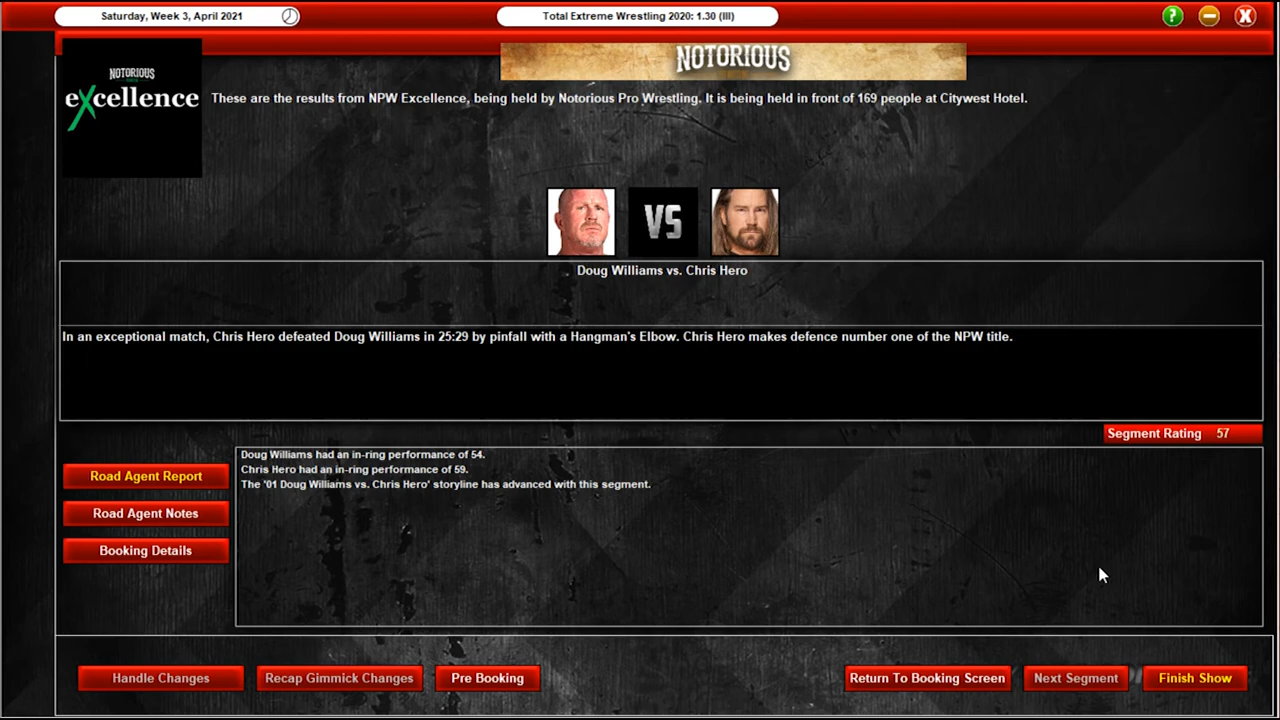 Saturday, Week 3, April 2021
Total Extreme Wrestling 2020: 1.30 (III)
?
X
NOTORIOUS
NOTORIOUS
eXcellence
These are the results from NPW Excellence, being held by Notorious Pro Wrestling. It is being held in front of 169 people at Citywest Hotel.
VS
Doug Williams vs. Chris Hero
In an exceptional match, Chris Hero defeated Doug Williams in 25:29 by pinfall with a Hangman's Elbow. Chris Hero makes defence number one of the NPW title.
Segment Rating 57
Doug Williams had an in-ring performance of 54.
Chris Hero had an in-ring performance of 59.
The '01 Doug Williams vs. Chris Hero' storyline has advanced with this segment.
Road Agent Report
Road Agent Notes
Booking Details
Handle Changes
Recap Gimmick Changes
Pre Booking
Return To Booking Screen
Next Segment
Finish Show